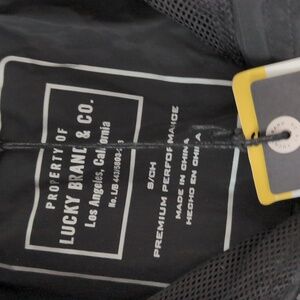 PROPERTY OF
LUCKY BRAND & CO.
Los Angeles, California
S/CH
PREMIUM PERFORMANCE
MADE IN CHINA
HECHO EN CHINA